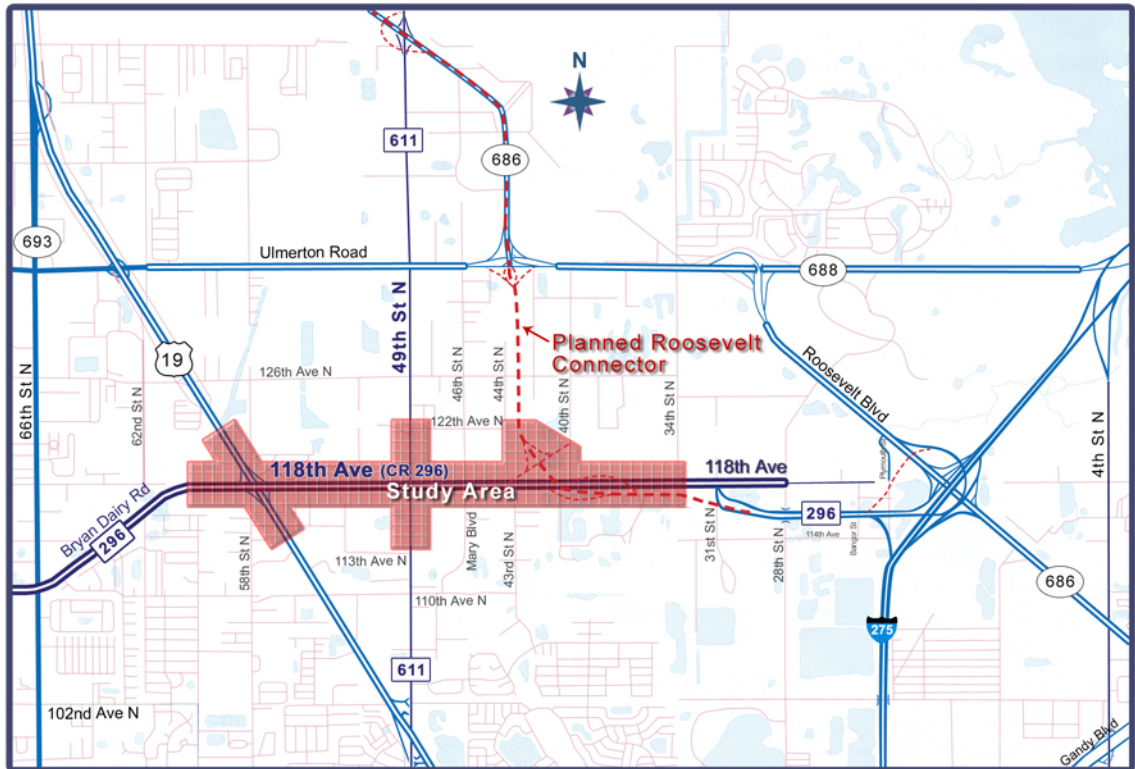 N
611
686
693
Ulmerton Road
688
49th St N
Planned Roosevelt
Connector
19
66th St N
62nd St N
126th Ave N
46th St N
44th St N
40th St N
34th St N
122th Ave N
Roosevelt Blvd
4th St N
Plymouth St
118th Ave (CR 296)
118th Ave
Study Area
Bryan Dairy Rd
296
296
58th St N
113th Ave N
Mary Blvd
43rd St N
31st St N
28th St N
114th Ave
Bangor St
110th Ave N
686
275
611
102nd Ave N
Gandy Blvd